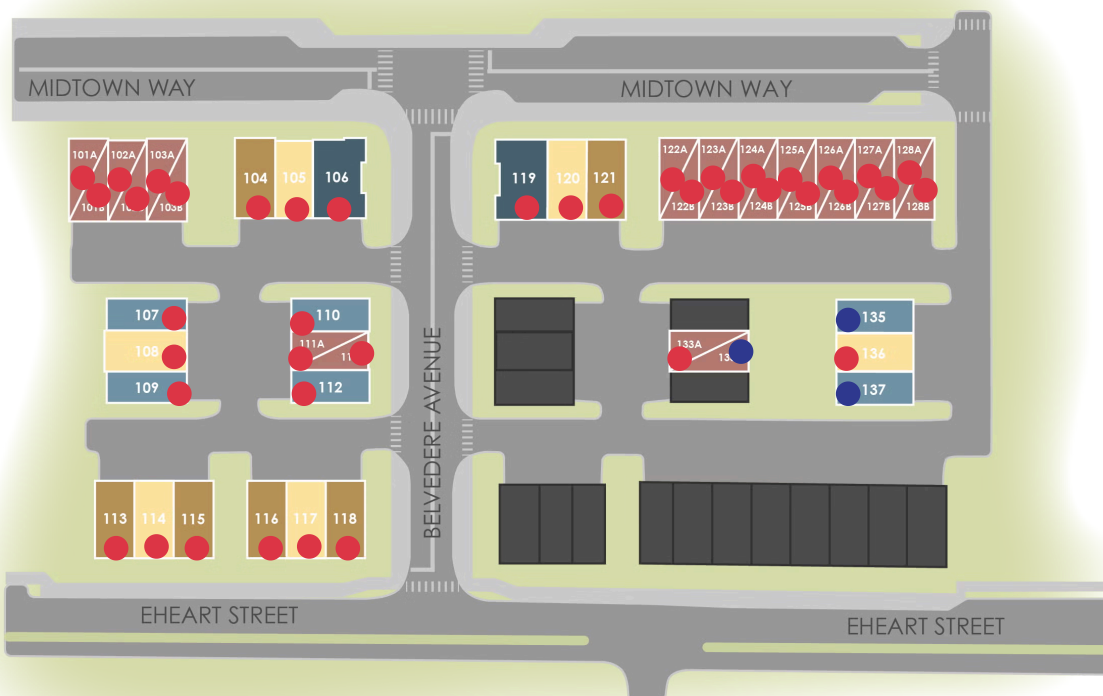 MIDTOWN WAY
MIDTOWN WAY
101A 102A 103A
103B
104 105 106
119 120 121
122A 123A 124A 125A 126A 127A 128A
122B 123B 124B 125B 126B 127B 128B
107
108
109
110
111A
112
133A
135
136
137
BELVEDERE AVENUE
113 114 115
116 117 118
EHEART STREET
EHEART STREET